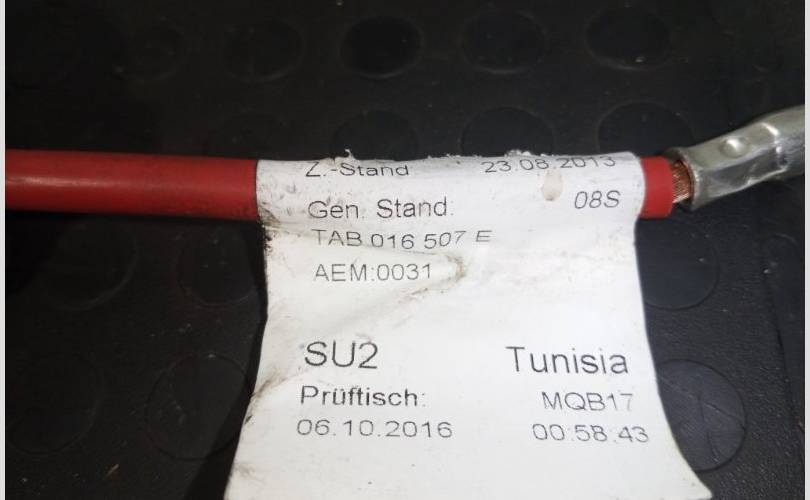 Z.-Stand 23.08.2013
Gen. Stand. 08S
TAB 016 507 E
AEM:0031
SU2 Tunisia
Prüftisch: MQB17
06.10.2016 00:58:43